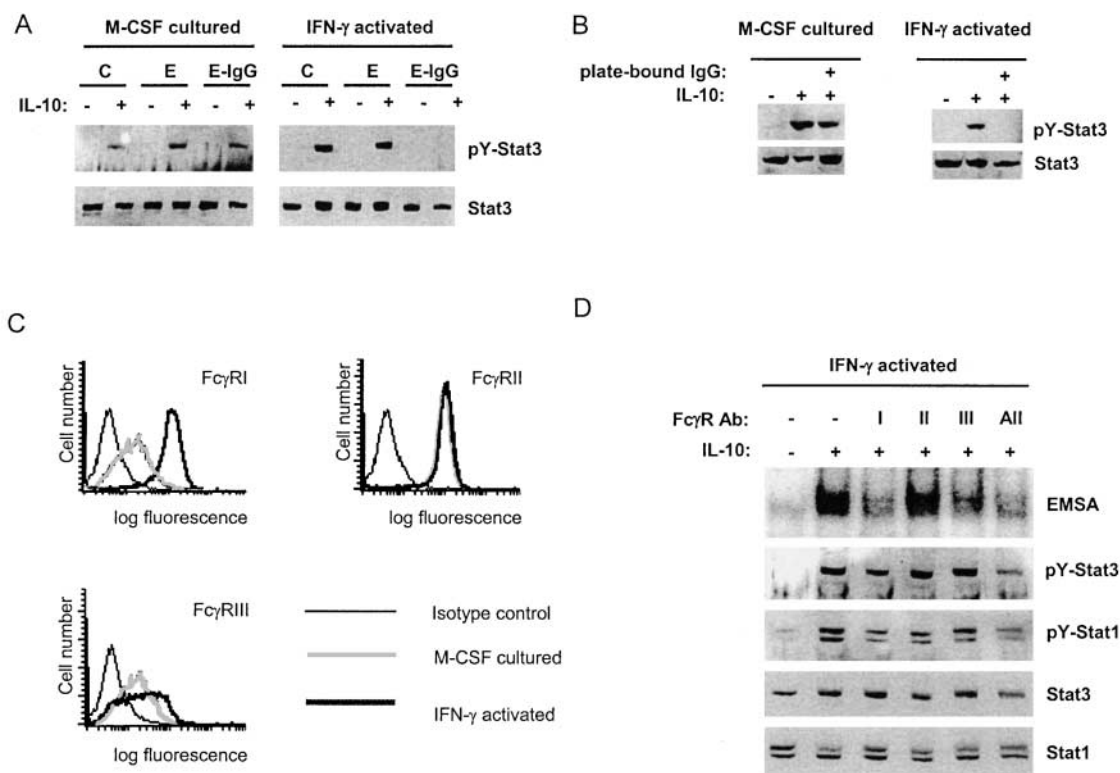 A
M-CSF cultured
IFN-γ activated
C E E-IgG C E E-IgG
IL-10: - + - + - + - + - + - +
pY-Stat3
Stat3
B
M-CSF cultured
IFN-γ activated
plate-bound IgG: + +
IL-10: - + + - + +
pY-Stat3
Stat3
C
FcγRI
Cell number
log fluorescence
FcγRII
Cell number
log fluorescence
FcγRIII
Cell number
log fluorescence
Isotype control
M-CSF cultured
IFN-γ activated
D
IFN-γ activated
FcγR Ab: - - I II III All
IL-10: - + + + + +
EMSA
pY-Stat3
pY-Stat1
Stat3
Stat1